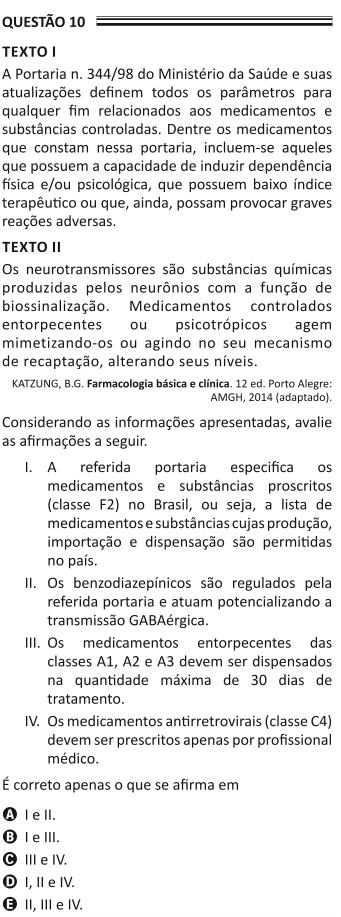 QUESTÃO 10
TEXTO I
A Portaria n. 344/98 do Ministério da Saúde e suas
atualizações definem todos os parâmetros para
qualquer fim relacionados aos medicamentos e
substâncias controladas. Dentre os medicamentos
que constam nessa portaria, incluem-se aqueles
que possuem a capacidade de induzir dependência
física e/ou psicológica, que possuem baixo índice
terapêutico ou que, ainda, possam provocar graves
reações adversas.
TEXTO II
Os neurotransmissores são substâncias químicas
produzidas pelos neurônios com a função de
biossinalização. Medicamentos controlados
entorpecentes ou psicotrópicos agem
mimetizando-os ou agindo no seu mecanismo
de recaptação, alterando seus níveis.
KATZUNG, B.G. Farmacologia básica e clínica. 12 ed. Porto Alegre:
AMGH, 2014 (adaptado).
Considerando as informações apresentadas, avalie
as afirmações a seguir.
I. A referida portaria especifica os
medicamentos e substâncias proscritos
(classe F2) no Brasil, ou seja, a lista de
medicamentos e substâncias cujas produção,
importação e dispensação são permitidas
no país.
II. Os benzodiazepínicos são regulados pela
referida portaria e atuam potencializando a
transmissão GABAérgica.
III. Os medicamentos entorpecentes das
classes A1, A2 e A3 devem ser dispensados
na quantidade máxima de 30 dias de
tratamento.
IV. Os medicamentos antirretrovirais (classe C4)
devem ser prescritos apenas por profissional
médico.
É correto apenas o que se afirma em
A I e II.
B I e III.
C III e IV.
D I, II e IV.
E II, III e IV.